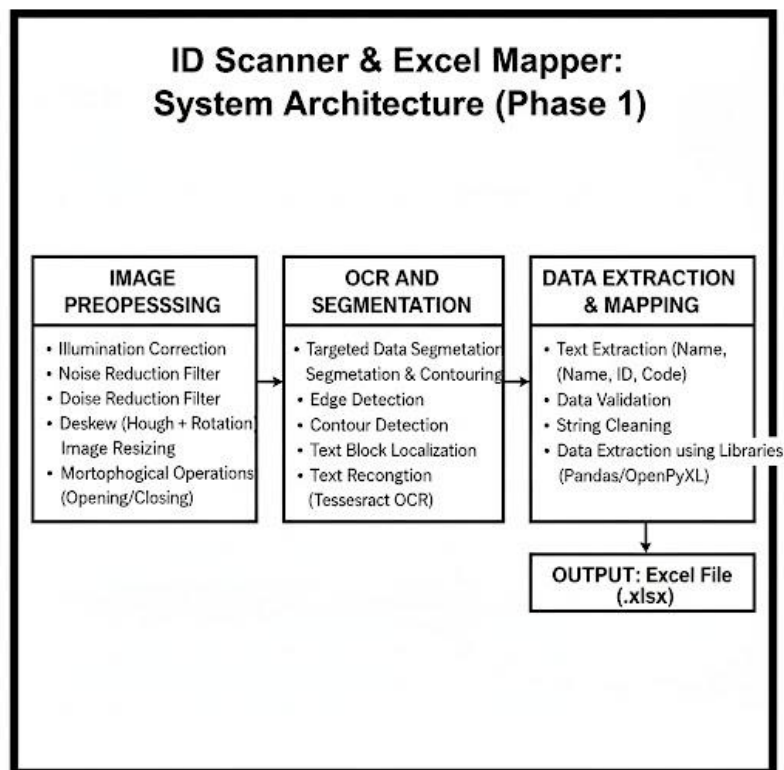 ID Scanner & Excel Mapper:
System Architecture (Phase 1)
IMAGE
PREOPESSSING
• Illumination Correction
• Noise Reduction Filter
• Doise Reduction Filter
• Deskew (Hough + Rotation)
Image Resizing
• Mortophogical Operations
(Opening/Closing)
OCR AND
SEGMENTATION
• Targeted Data Segmetation
Segmetation & Contouring
• Edge Detection
• Contour Detection
• Text Block Localization
• Text Recongtion
(Tessesract OCR)
DATA EXTRACTION
& MAPPING
• Text Extraction (Name,
(Name, ID, Code)
• Data Validation
• String Cleaning
• Data Extraction using Libraries
(Pandas/OpenPyXL)
OUTPUT: Excel File
(.xlsx)